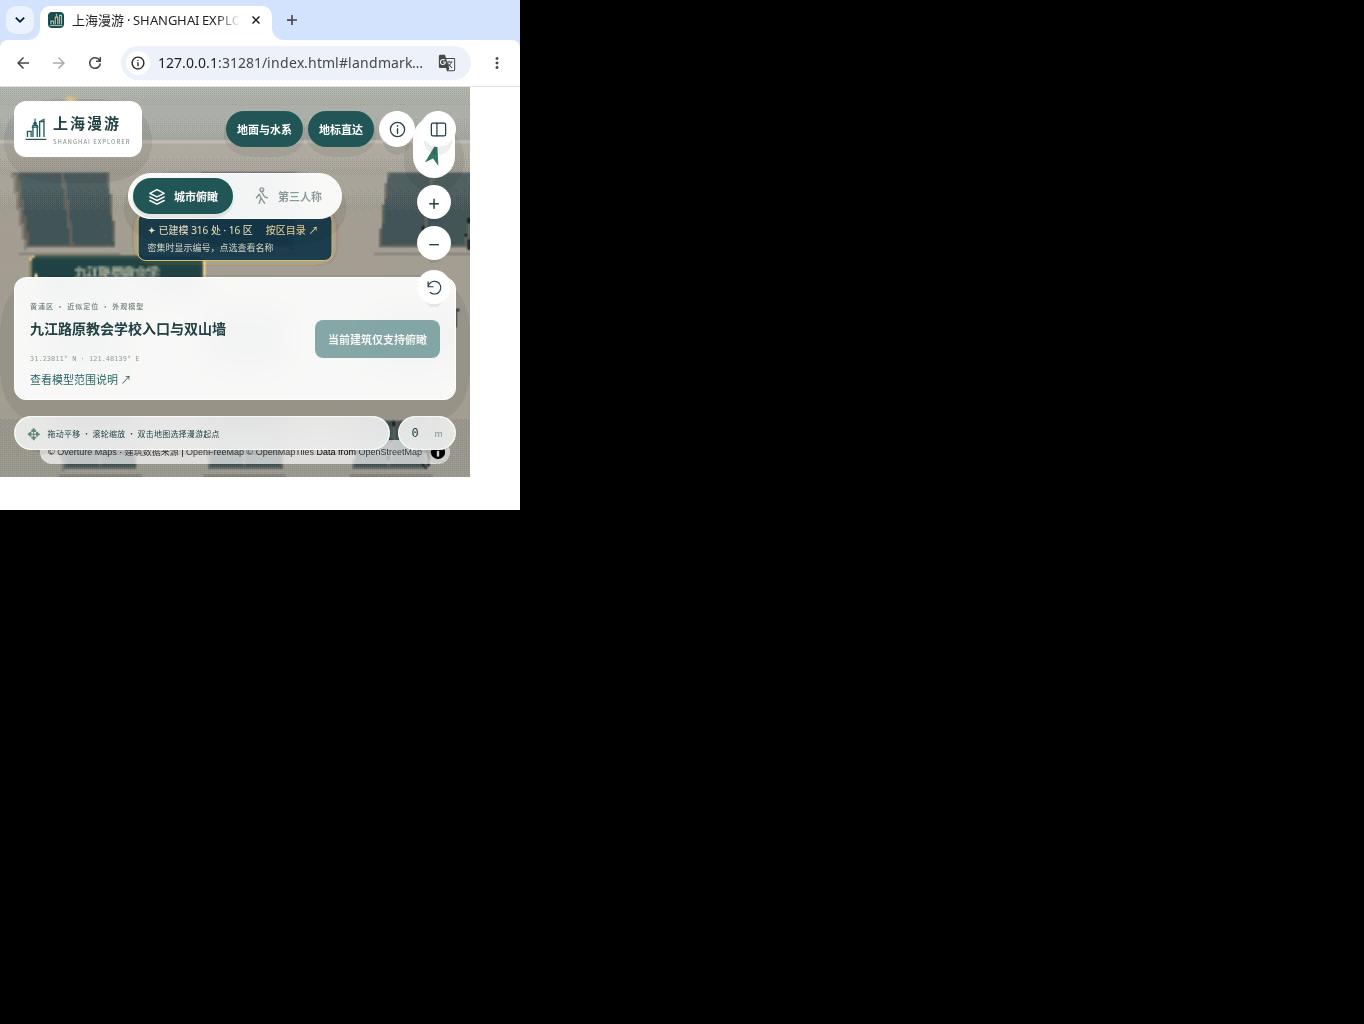 上海漫游 · SHANGHAI EXPLO
127.0.0.1:31281/index.html#landmark...
上海漫游
SHANGHAI EXPLORER
地面与水系
地标直达
城市俯瞰
第三人称
✦ 已建模 316 处 · 16 区 按区目录 ↗
密集时显示编号，点选查看名称
黄浦区 · 近似定位 · 外观模型
九江路原教会学校入口与双山墙
31.23811° N · 121.48139° E
当前建筑仅支持俯瞰
查看模型范围说明 ↗
拖动平移 · 滚轮缩放 · 双击地图选择漫游起点
0 m
© Overture Maps · 建筑数据来源 | OpenFreeMap © OpenMapTiles Data from OpenStreetMap